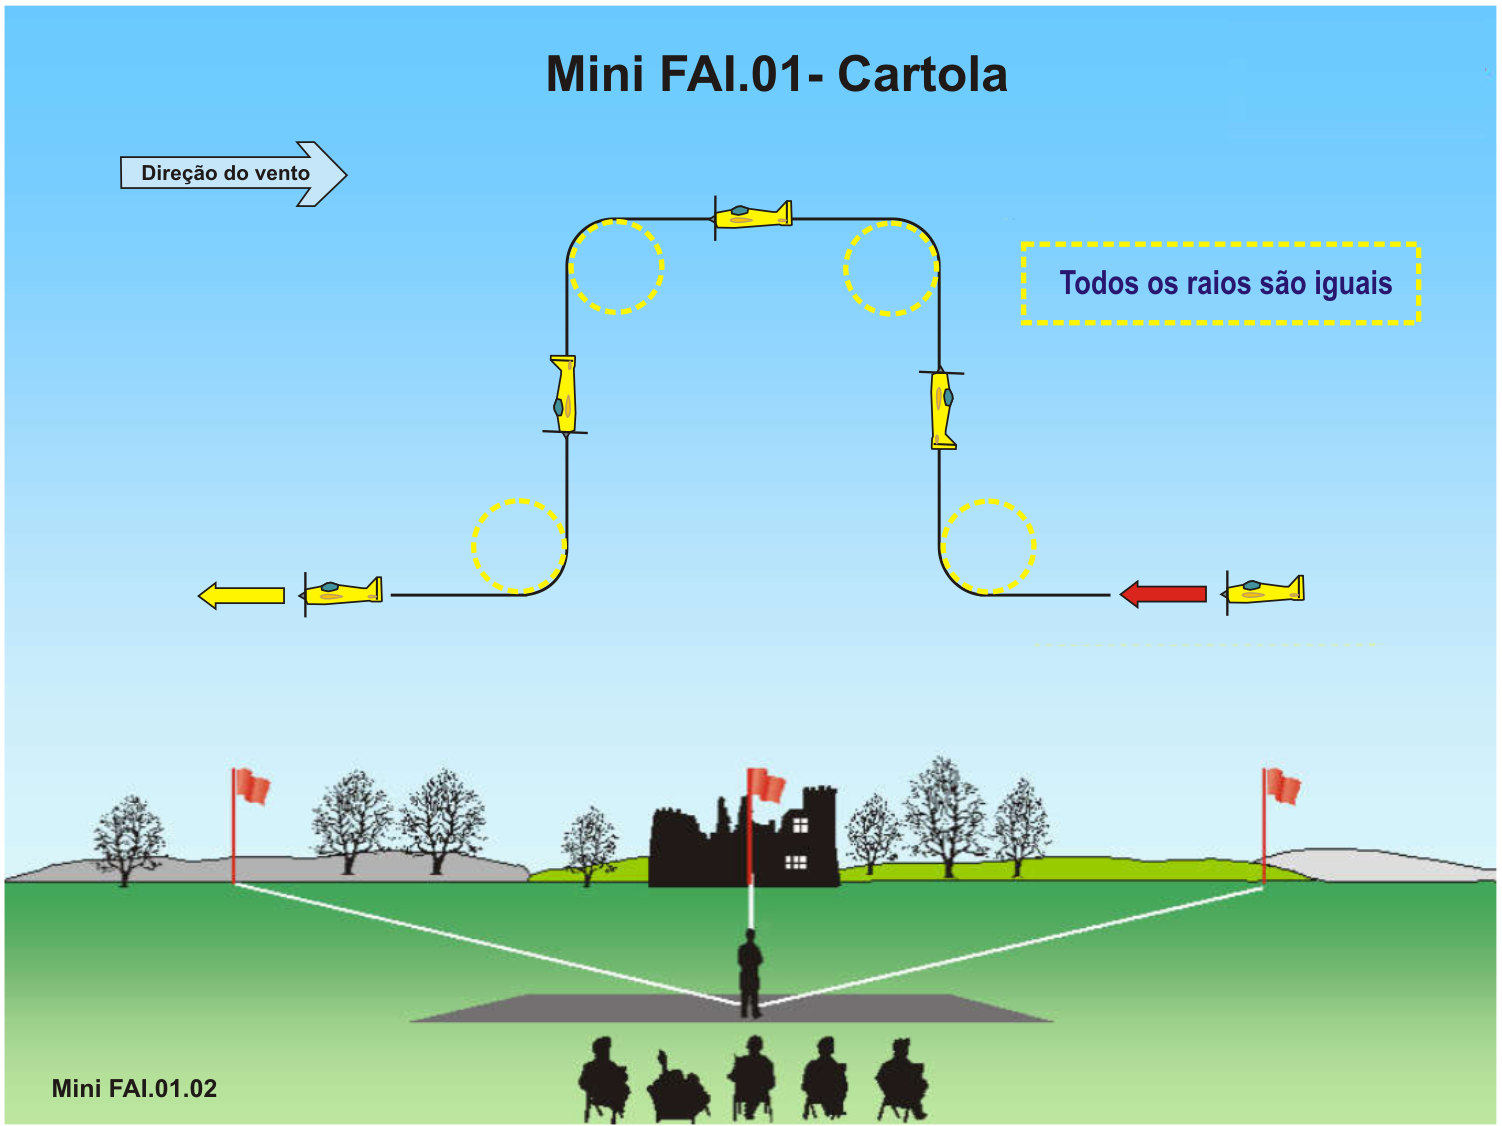 Mini FAI.01- Cartola
Direção do vento
Todos os raios são iguais
Mini FAI.01.02